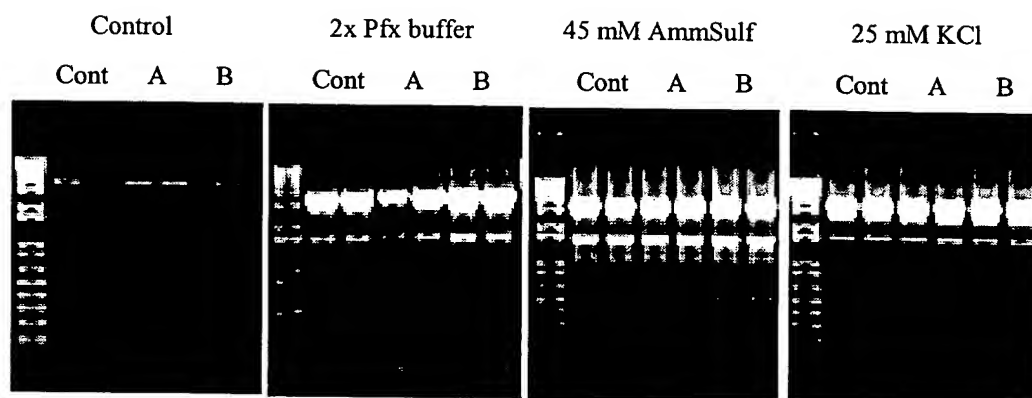 Control 2x Pfx buffer 45 mM AmmSulf 25 mM KCl
Cont A B Cont A B Cont A B Cont A B